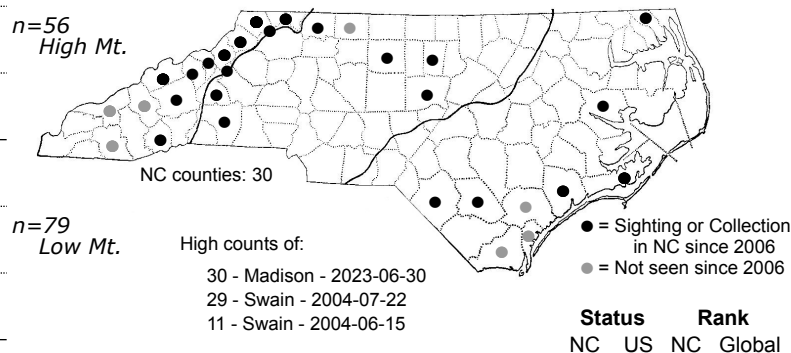 n=56
High Mt.
NC counties: 30
n=79
Low Mt.
High counts of:
30 - Madison - 2023-06-30
29 - Swain - 2004-07-22
11 - Swain - 2004-06-15
= Sighting or Collection
in NC since 2006
= Not seen since 2006
Status Rank
NC US NC Global